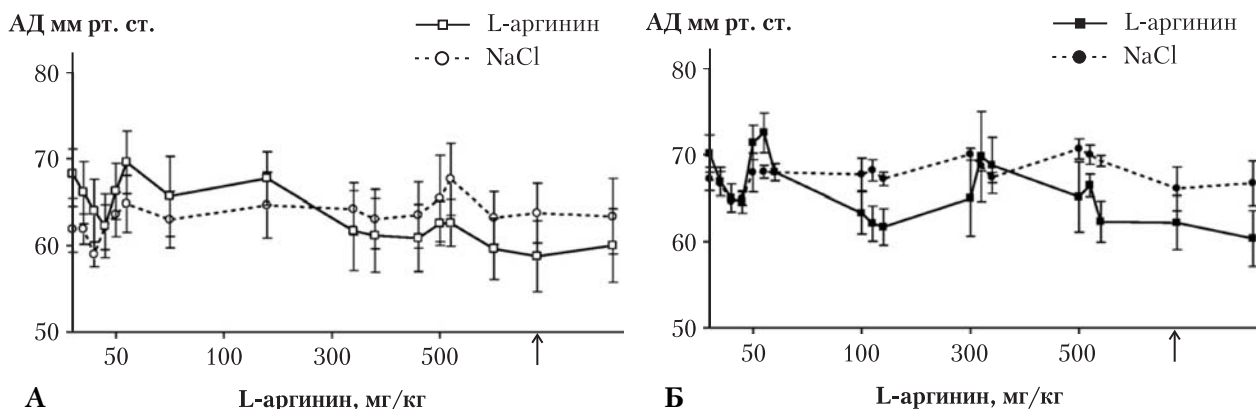 АД мм рт. ст.
L-аргинин
NaCl
80
70
60
50
50
100
300
500
А
L-аргинин, мг/кг
АД мм рт. ст.
L-аргинин
NaCl
80
70
60
50
50
100
300
500
Б
L-аргинин, мг/кг